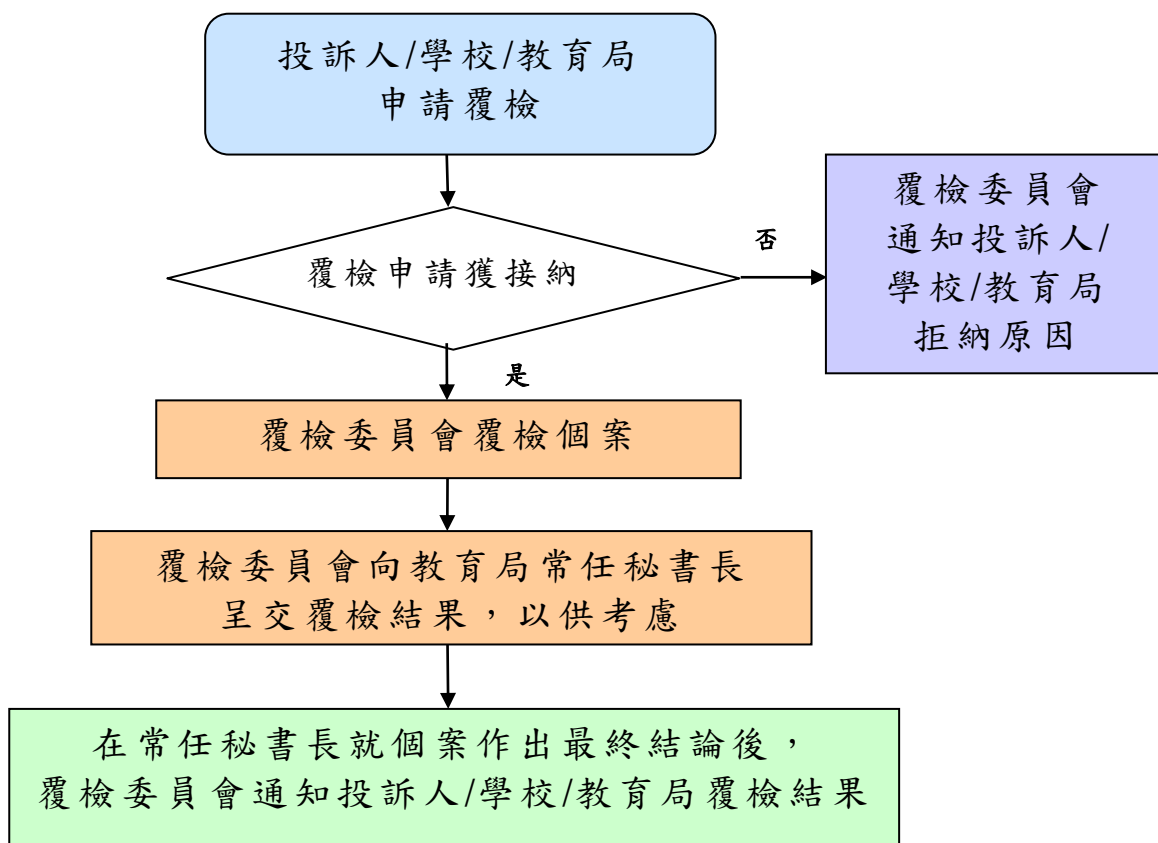 投訴人/學校/教育局
申請覆檢
覆檢申請獲接納
否
覆檢委員會
通知投訴人/
學校/教育局
拒納原因
是
覆檢委員會覆檢個案
覆檢委員會向教育局常任秘書長
呈交覆檢結果，以供考慮
在常任秘書長就個案作出最終結論後，
覆檢委員會通知投訴人/學校/教育局覆檢結果